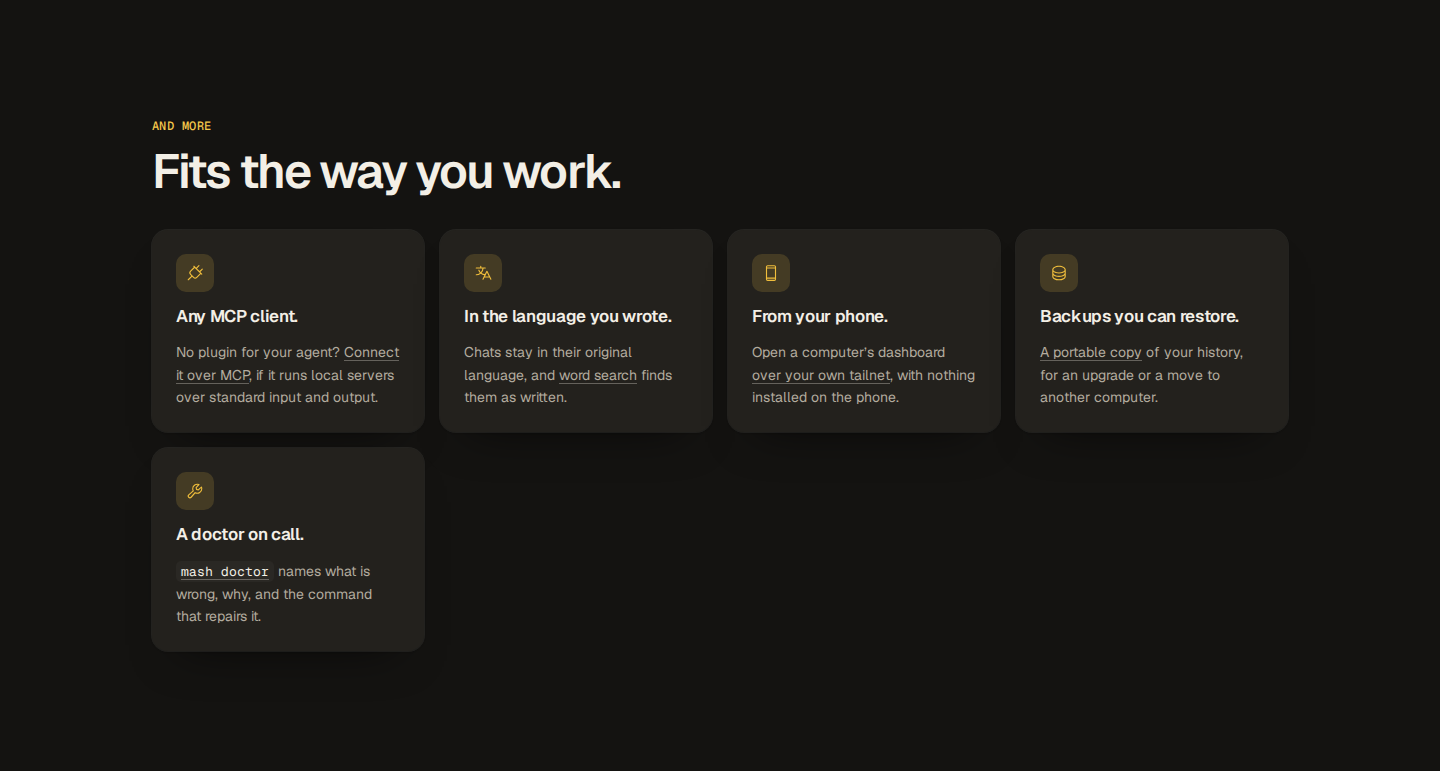 AND MORE
Fits the way you work.
Any MCP client.
No plugin for your agent? Connect
it over MCP, if it runs local servers
over standard input and output.
In the language you wrote.
Chats stay in their original
language, and word search finds
them as written.
From your phone.
Open a computer's dashboard
over your own tailnet, with nothing
installed on the phone.
Backups you can restore.
A portable copy of your history,
for an upgrade or a move to
another computer.
A doctor on call.
mash doctor names what is
wrong, why, and the command
that repairs it.